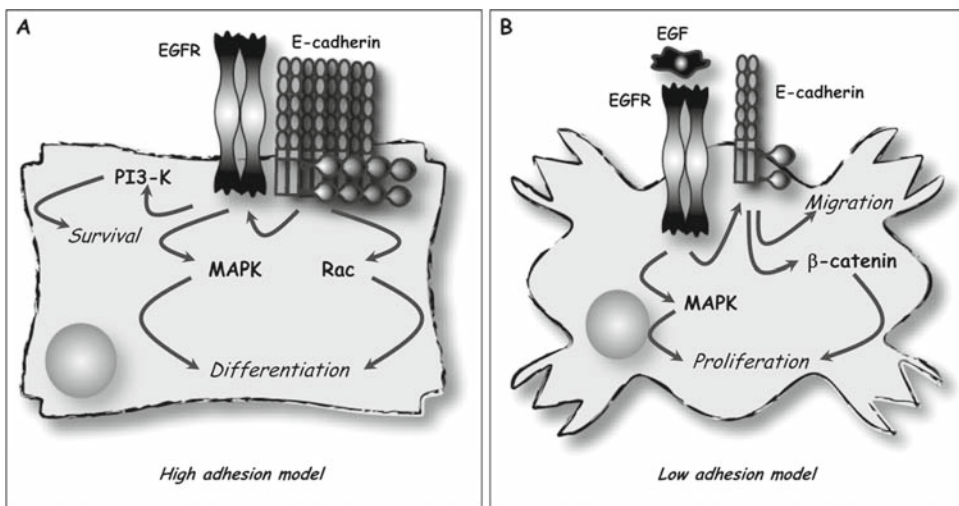 A
EGFR
E-cadherin
PI3-K
Survival
MAPK
Rac
Differentiation
High adhesion model
B
EGF
EGFR
E-cadherin
Migration
β-catenin
MAPK
Proliferation
Low adhesion model